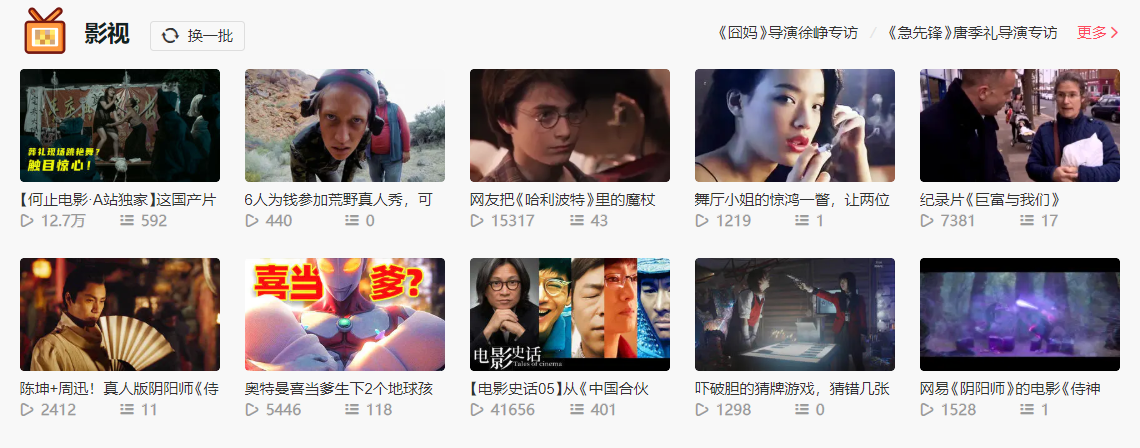 影视
换一批
《囧妈》导演徐峥专访 / 《急先锋》唐季礼导演专访
更多
葬礼现场跳艳舞?
触目惊心!
【何止电影·A站独家】这国产片
12.7万 592
6人为钱参加荒野真人秀，可
440 0
网友把《哈利波特》里的魔杖
15317 43
舞厅小姐的惊鸿一瞥，让两位
1219 1
纪录片《巨富与我们》
7381 17
陈坤+周迅！真人版阴阳师《侍
2412 11
喜当爹?
奥特曼喜当爹生下2个地球孩
5446 118
电影史话
Tales of cinema
【电影史话05】从《中国合伙
41656 401
吓破胆的猜牌游戏，猜错几张
1298 0
网易《阴阳师》的电影《侍神
1528 1